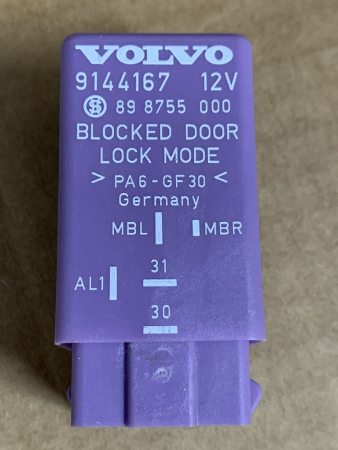 VOLVO
9144167 12V
89 8755 000
BLOCKED DOOR
LOCK MODE
> PA6-GF30 <
Germany
MBL MBR
AL1 31
30